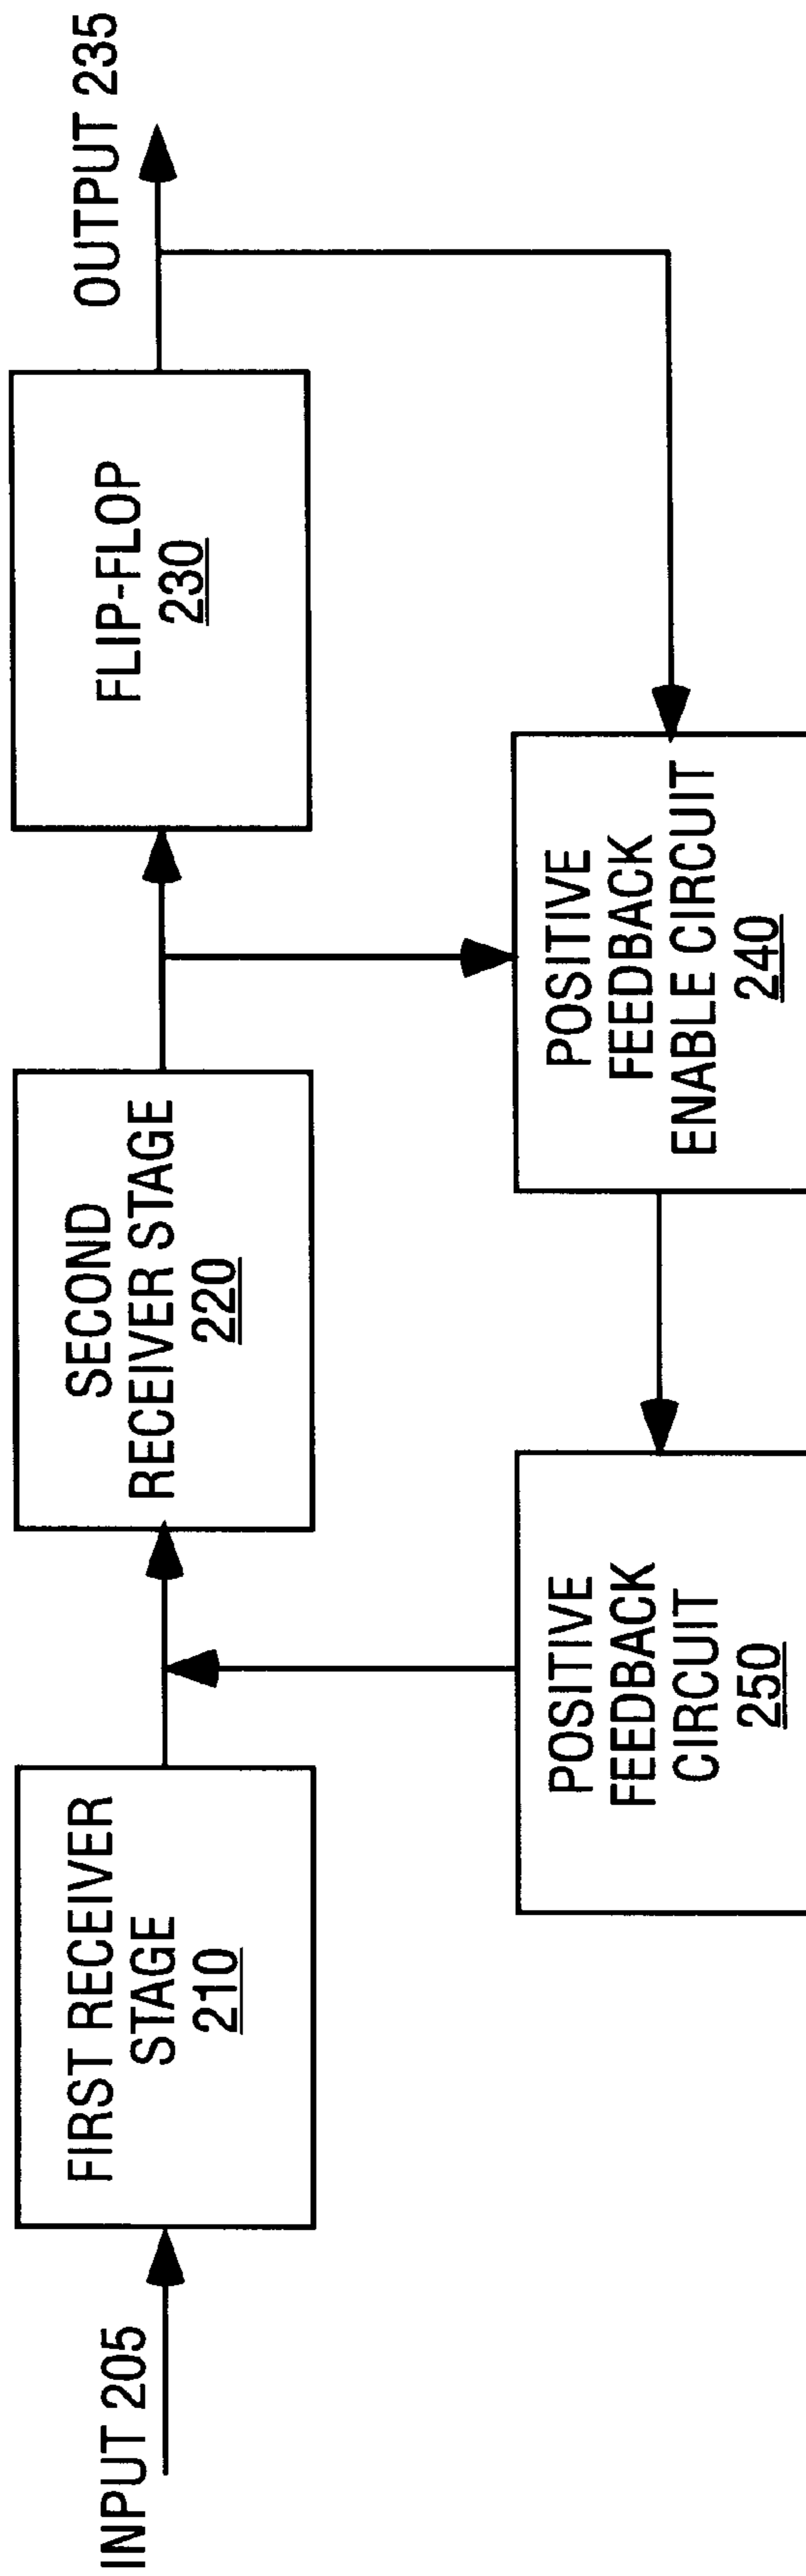 INPUT 205
FIRST RECEIVER
STAGE
210
SECOND
RECEIVER STAGE
220
FLIP-FLOP
230
OUTPUT 235
POSITIVE
FEEDBACK
CIRCUIT
250
POSITIVE
FEEDBACK
ENABLE CIRCUIT
240